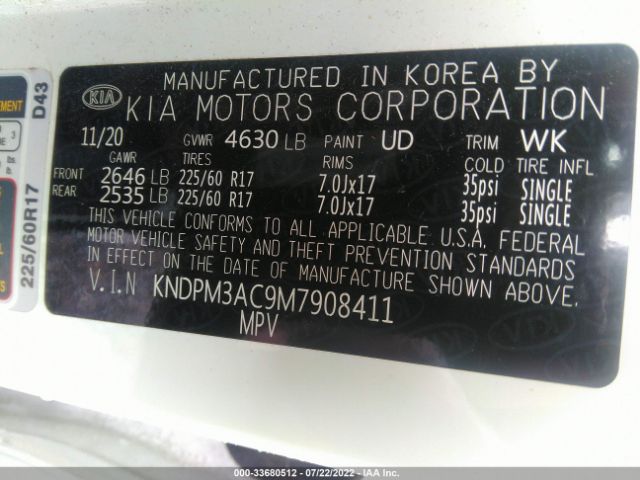 MANUFACTURED IN KOREA BY
KIA KIA MOTORS CORPORATION
11/20 GVWR 4630 LB PAINT UD TRIM WK
GAWR TIRES RIMS COLD TIRE INFL
FRONT 2646 LB 225/60 R17 7.0Jx17 35psi SINGLE
REAR 2535 LB 225/60 R17 7.0Jx17 35psi SINGLE
THIS VEHICLE CONFORMS TO ALL APPLICABLE U.S.A. FEDERAL
MOTOR VEHICLE SAFETY AND THEFT PREVENTION STANDARDS
IN EFFECT ON THE DATE OF MANUFACTURE SHOWN ABOVE.
V.I.N KNDPM3AC9M7908411
MPV
D43
225/60R17
3
lbs.
000-33680512 - 07/22/2022 - IAAI